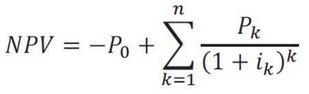 NPV = −P₀ + ∑ₖ₌₁ⁿ Pₖ / (1 + iₖ)ᵏ